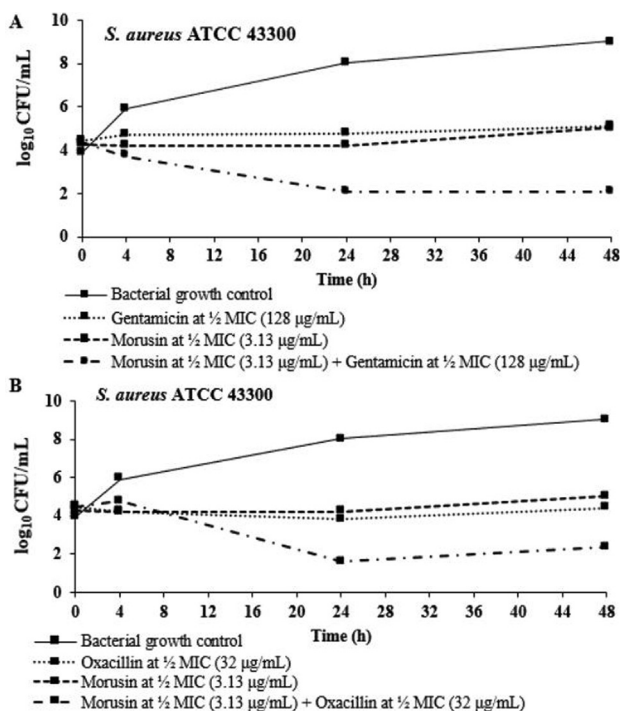 A
S. aureus ATCC 43300
10
8
6
4
2
0
log10 CFU/mL
0 4 8 12 16 20 24 28 32 36 40 44 48
Time (h)
Bacterial growth control
Gentamicin at ½ MIC (128 µg/mL)
Morusin at ½ MIC (3.13 µg/mL)
Morusin at ½ MIC (3.13 µg/mL) + Gentamicin at ½ MIC (128 µg/mL)
B
S. aureus ATCC 43300
10
8
6
4
2
0
log10 CFU/mL
0 4 8 12 16 20 24 28 32 36 40 44 48
Time (h)
Bacterial growth control
Oxacillin at ½ MIC (32 µg/mL)
Morusin at ½ MIC (3.13 µg/mL)
Morusin at ½ MIC (3.13 µg/mL) + Oxacillin at ½ MIC (32 µg/mL)